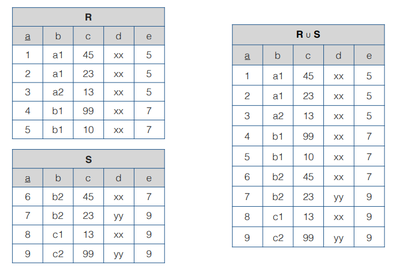 R
a b c d e
1 a1 45 xx 5
2 a1 23 xx 5
3 a2 13 xx 5
4 b1 99 xx 7
5 b1 10 xx 7
S
a b c d e
6 b2 45 xx 7
7 b2 23 yy 9
8 c1 13 xx 9
9 c2 99 yy 9
R ∪ S
a b c d e
1 a1 45 xx 5
2 a1 23 xx 5
3 a2 13 xx 5
4 b1 99 xx 7
5 b1 10 xx 7
6 b2 45 xx 7
7 b2 23 yy 9
8 c1 13 xx 9
9 c2 99 yy 9